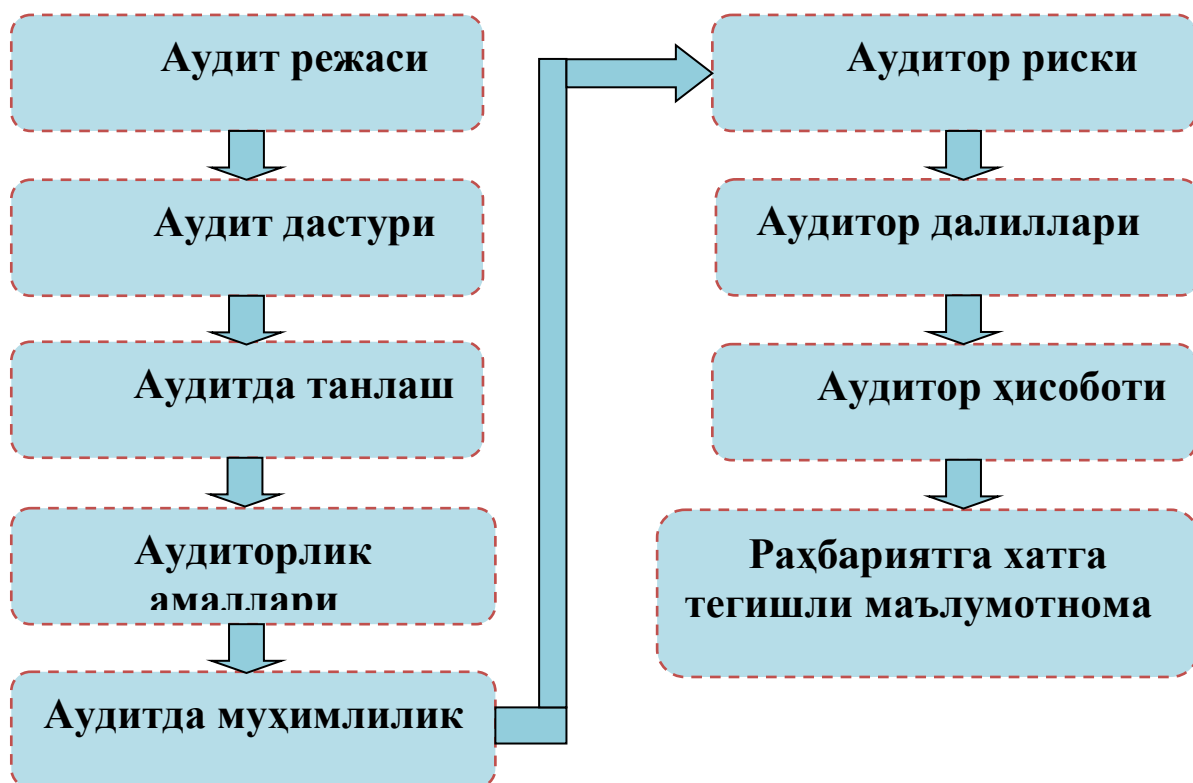 Аудит режаси
Аудит дастури
Аудитда танлаш
Аудиторлик
амаллари
Аудитда муҳимлилик
Аудитор риски
Аудитор далиллари
Аудитор ҳисоботи
Раҳбариятга хатга
тегишли маълумотнома